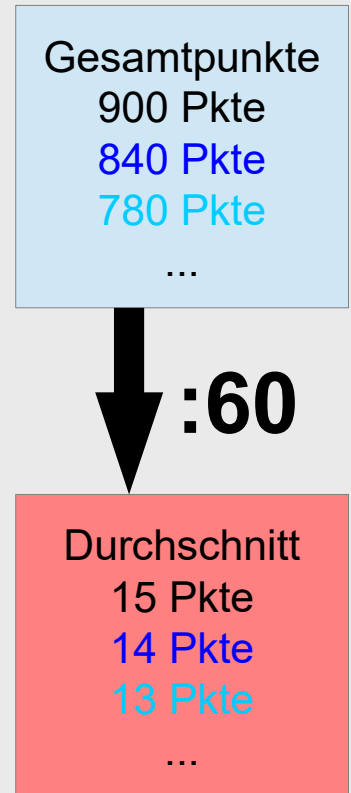 Gesamtpunkte
900 Pkte
840 Pkte
780 Pkte
...
:60
Durchschnitt
15 Pkte
14 Pkte
13 Pkte
...